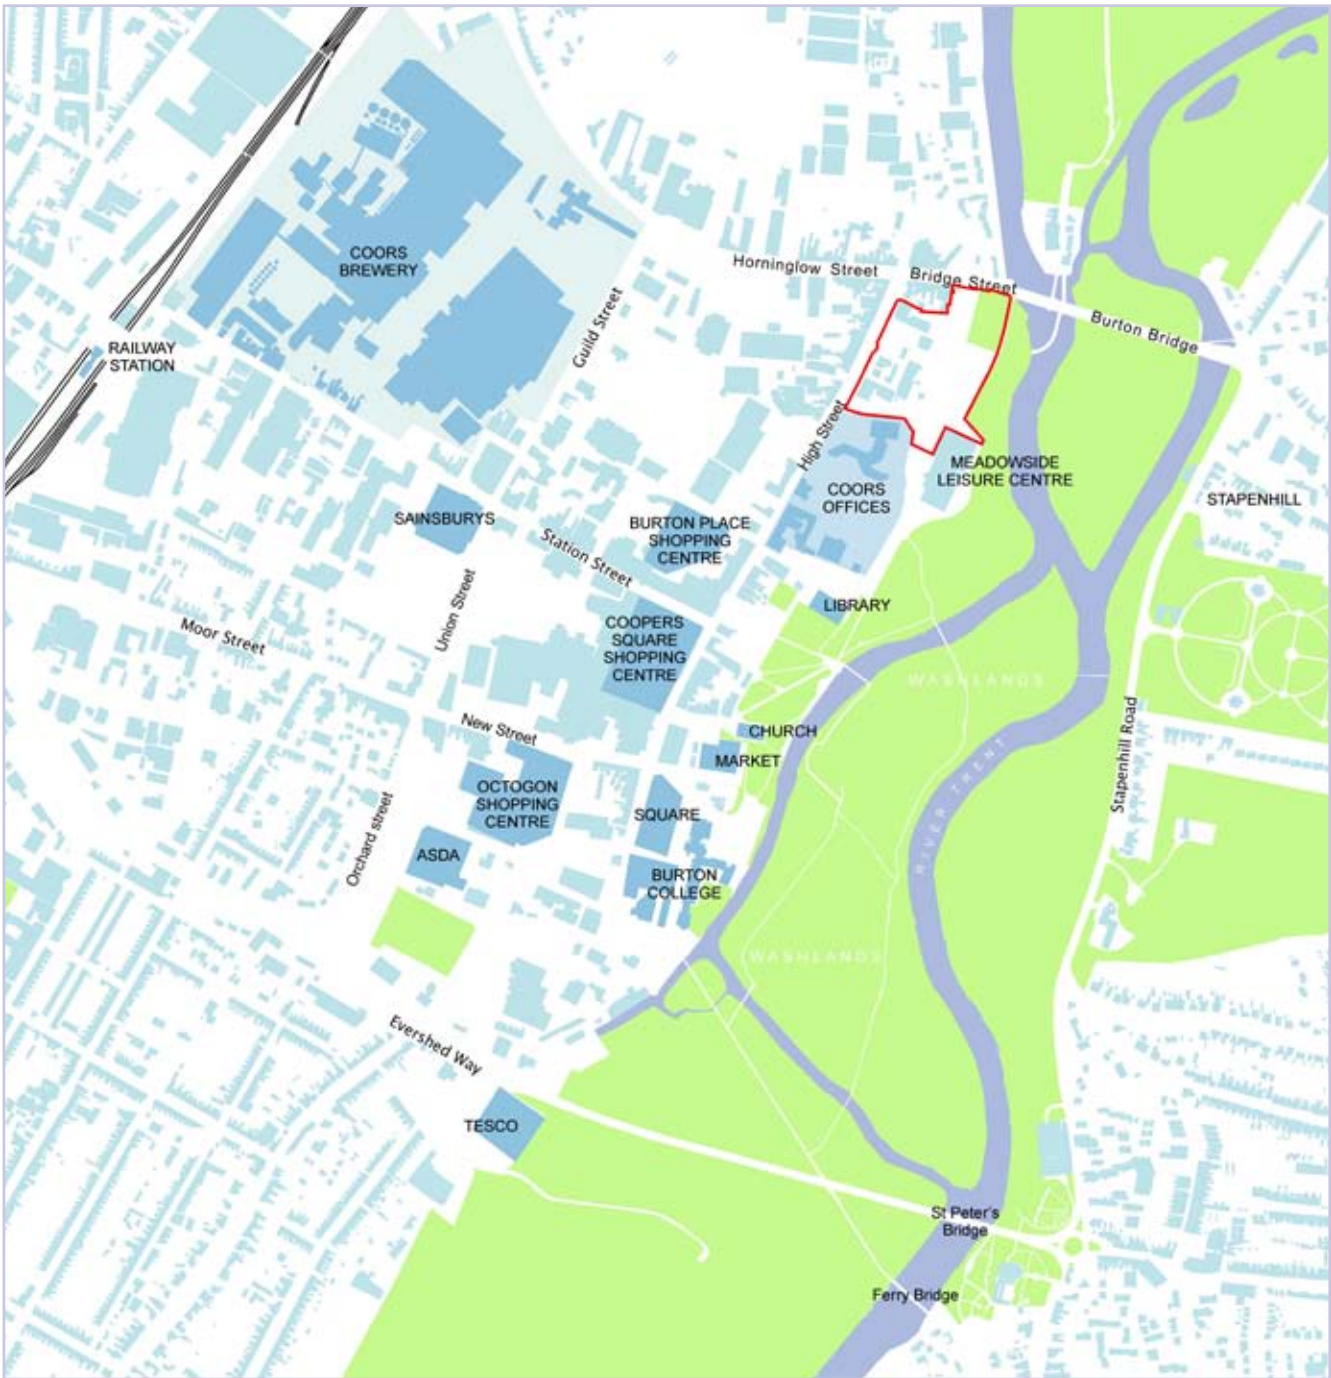 COORS
BREWERY
Horninglow Street
Bridge Street
Burton Bridge
Guild Street
RAILWAY
STATION
High Street
MEADOWSIDE
LEISURE CENTRE
COORS
OFFICES
STAPENHILL
SAINSBURYS
BURTON PLACE
SHOPPING
CENTRE
Station Street
LIBRARY
Union Street
COOPERS
SQUARE
SHOPPING
CENTRE
Moor Street
WASHLANDS
Stapenhill Road
New Street
CHURCH
MARKET
RIVER TRENT
OCTOGON
SHOPPING
CENTRE
SQUARE
Orchard street
ASDA
BURTON
COLLEGE
WASHLANDS
Evershed Way
TESCO
St Peter's
Bridge
Ferry Bridge